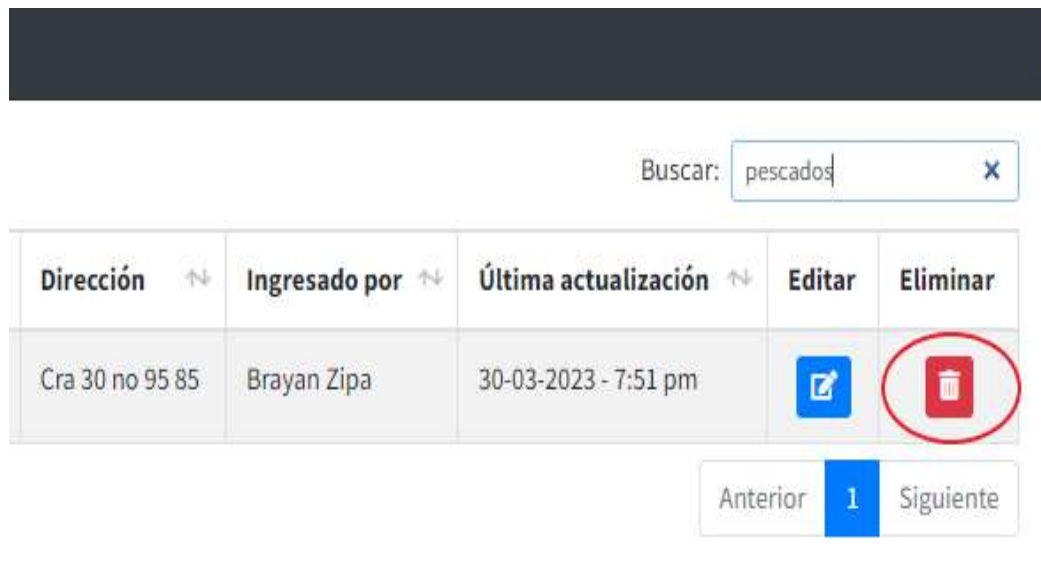 Buscar: pescados
Dirección Ingresado por Última actualización Editar Eliminar
Cra 30 no 95 85 Brayan Zipa 30-03-2023 - 7:51 pm
Anterior 1 Siguiente